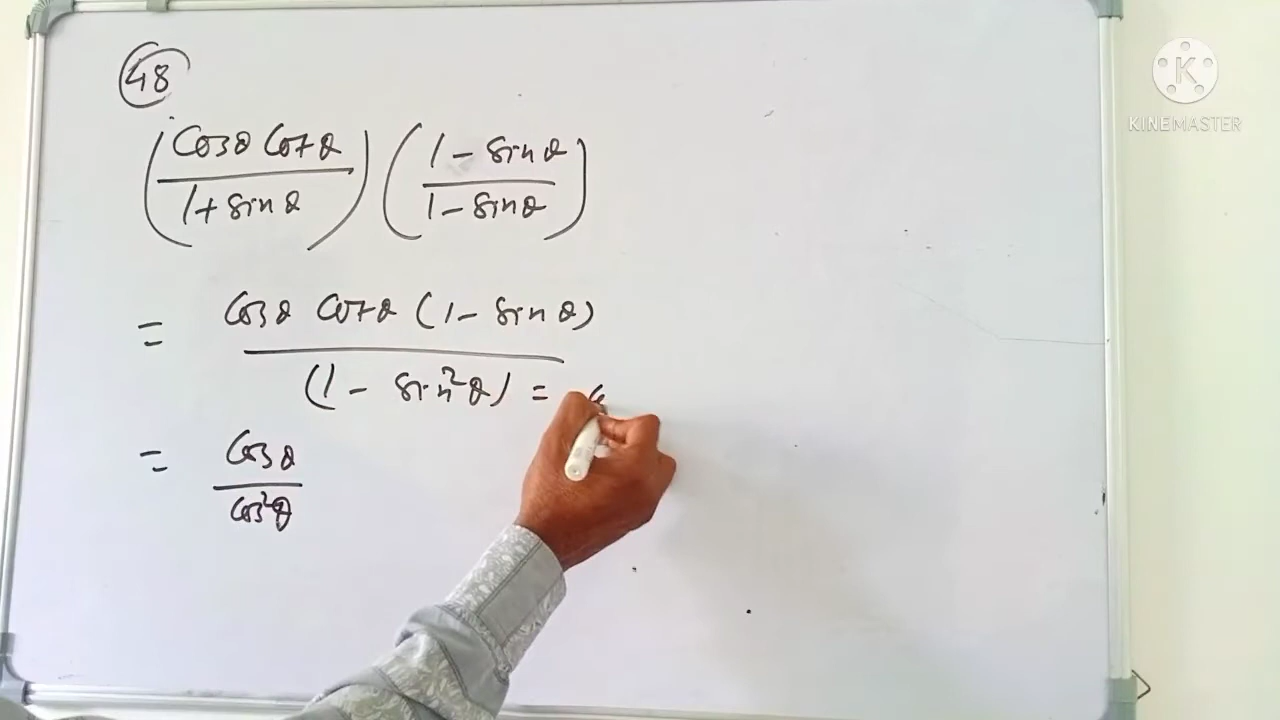 48
K
KINEMASTER
(cosθ cotθ / 1 + sinθ) (1 - sinθ / 1 - sinθ)
= cosθ cotθ (1 - sinθ) / (1 - sin²θ) =
= cosθ / cos²θ